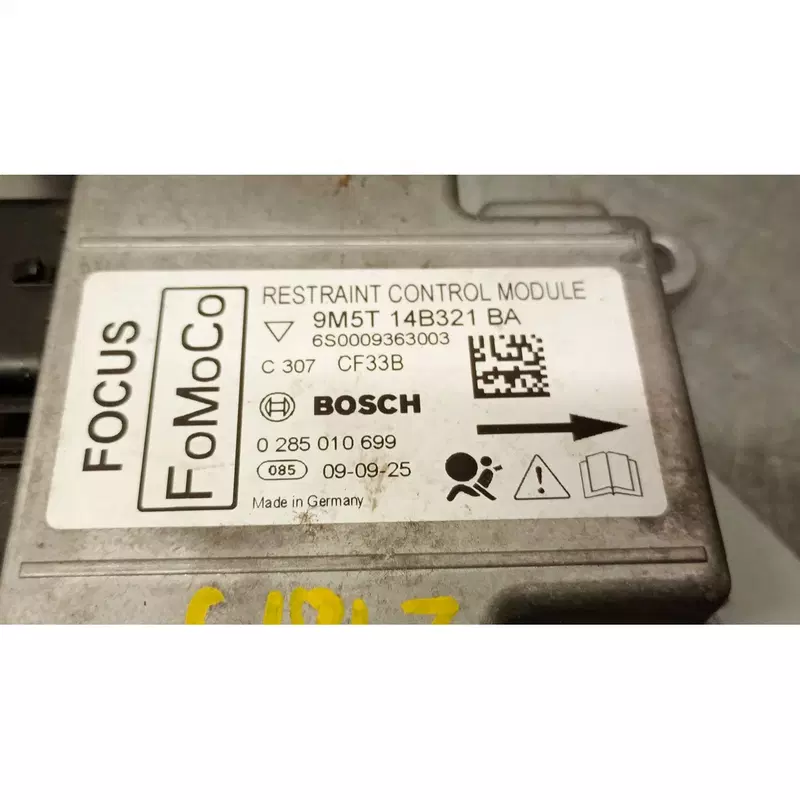 FOCUS
FoMoCo
RESTRAINT CONTROL MODULE
9M5T 14B321 BA
6S0009363003
C 307 CF33B
BOSCH
0 285 010 699
085 09-09-25
Made in Germany